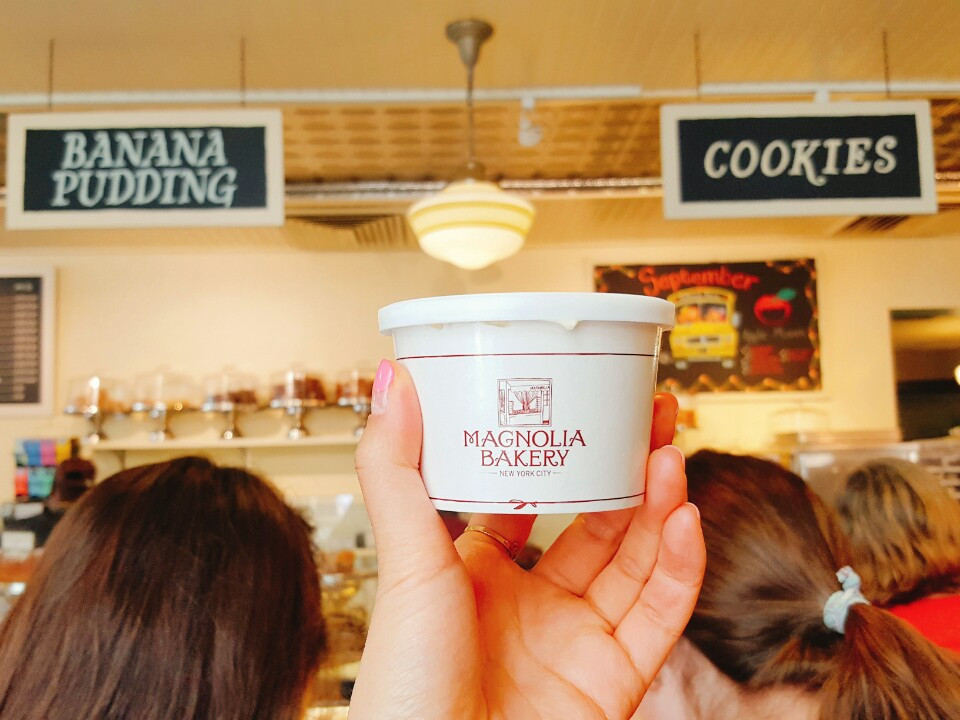 BANANA
PUDDING
COOKIES
September
MAGNOLIA
BAKERY
NEW YORK CITY